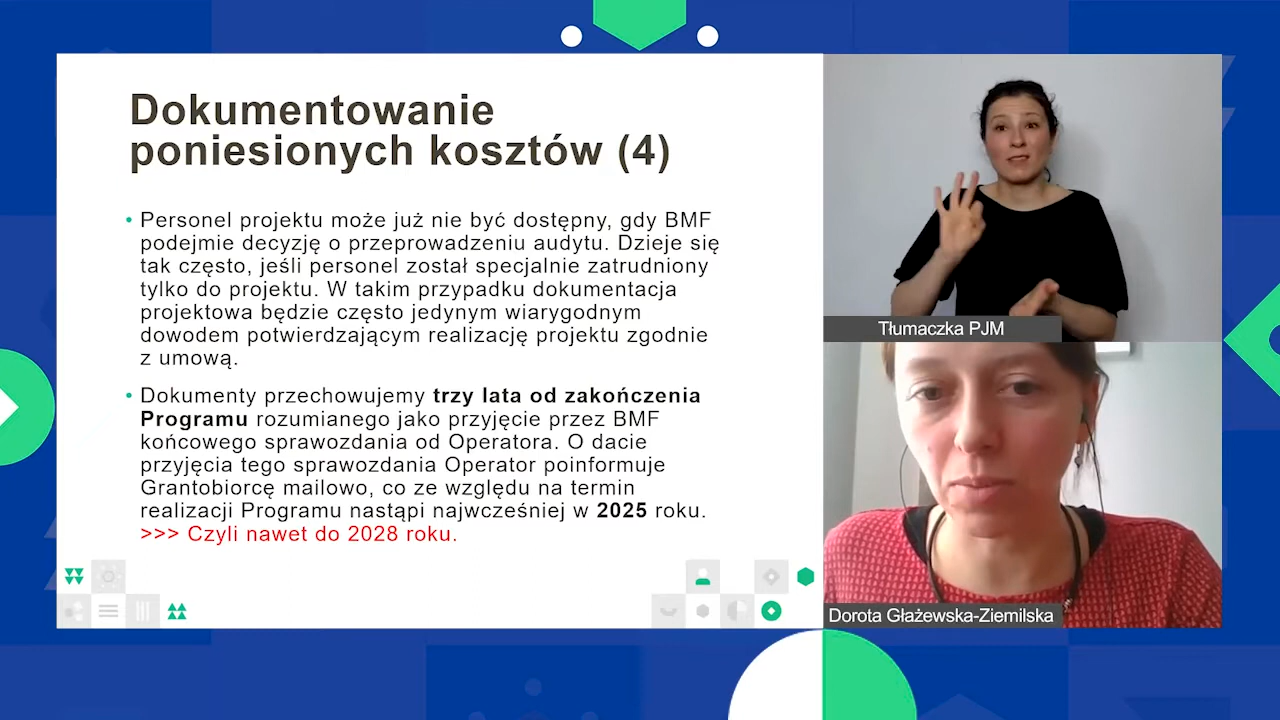 Dokumentowanie
poniesionych kosztów (4)
• Personel projektu może już nie być dostępny, gdy BMF
podejmie decyzję o przeprowadzeniu audytu. Dzieje się
tak często, jeśli personel został specjalnie zatrudniony
tylko do projektu. W takim przypadku dokumentacja
projektowa będzie często jedynym wiarygodnym
dowodem potwierdzającym realizację projektu zgodnie
z umową.
• Dokumenty przechowujemy trzy lata od zakończenia
Programu rozumianego jako przyjęcie przez BMF
końcowego sprawozdania od Operatora. O dacie
przyjęcia tego sprawozdania Operator poinformuje
Grantobiorcę mailowo, co ze względu na termin
realizacji Programu nastąpi najwcześniej w 2025 roku.
>>> Czyli nawet do 2028 roku.
Tłumaczka PJM
Dorota Głażewska-Ziemilska